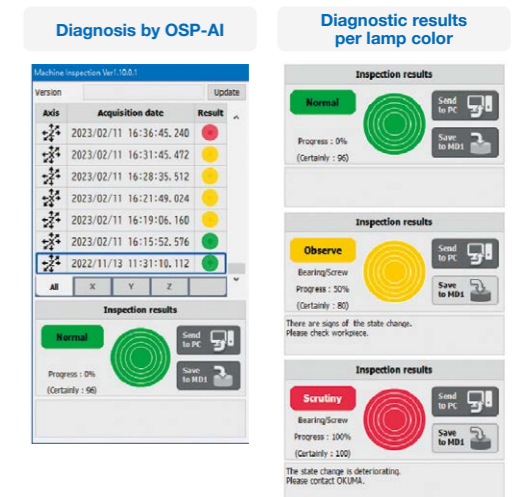 Diagnosis by OSP-AI
Machine Inspection Ver1.10.0.1
Version
Update
Axis Acquisition date Result
2023/02/11 16:36:45.240
2023/02/11 16:31:45.472
2023/02/11 16:28:35.512
2023/02/11 16:21:49.024
2023/02/11 16:19:06.160
2023/02/11 16:15:52.576
2022/11/13 11:31:10.112
All X Y Z
Inspection results
Normal
Send
to PC
Progress : 0%
(Certainly : 96)
Save
to MD1
Diagnostic results
per lamp color
Inspection results
Normal
Send
to PC
Progress : 0%
(Certainly : 96)
Save
to MD1
Inspection results
Observe
Send
to PC
Bearing/Screw
Progress : 50%
(Certainly : 80)
Save
to MD1
There are signs of the state change.
Please check workpiece.
Inspection results
Scrutiny
Send
to PC
Bearing/Screw
Progress : 100%
(Certainly : 100)
Save
to MD1
The state change is deteriorating.
Please contact OKUMA.